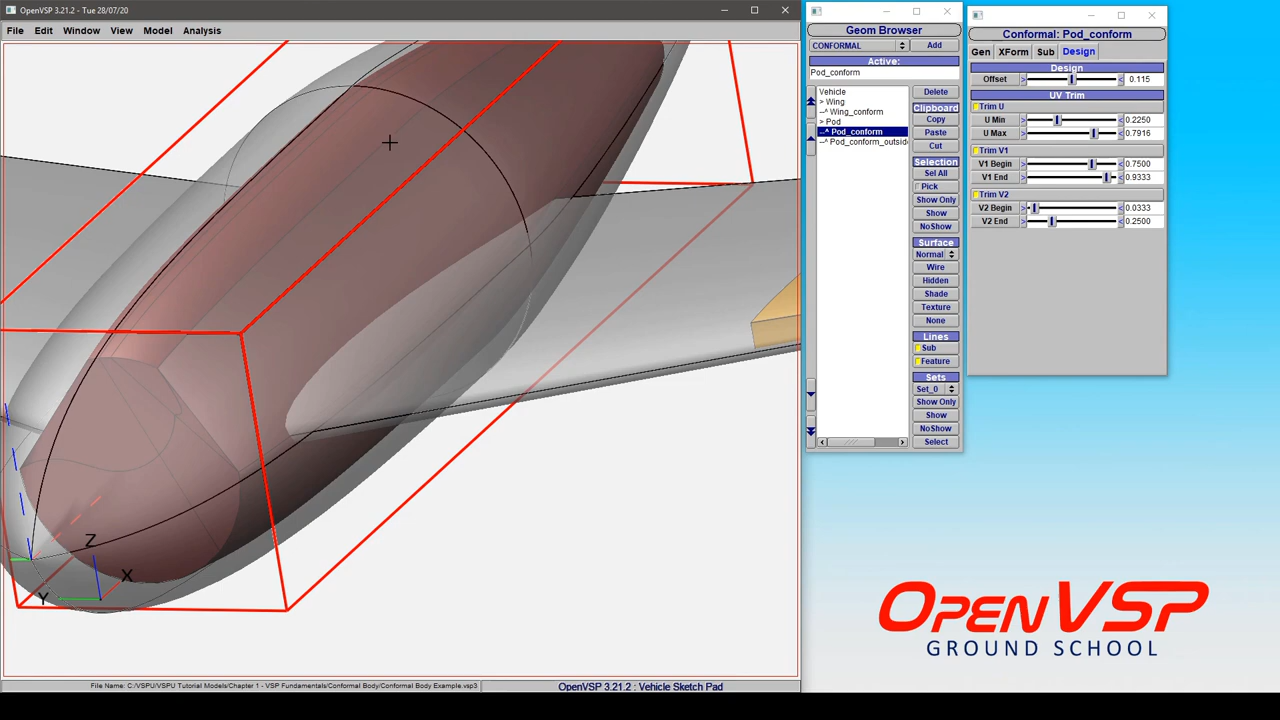 OpenVSP 3.21.2 - Tue 28/07/20
File Edit Window View Model Analysis
Z
X
Y
File Name: C:/VSPU/VSPU Tutorial Models/Chapter 1 - VSP Fundamentals/Conformal Body/Conformal Body Example.vsp3
OpenVSP 3.21.2 : Vehicle Sketch Pad
Geom Browser
CONFORMAL Add
Active:
Pod_conform
Vehicle
> Wing
--^ Wing_conform
> Pod
--^ Pod_conform
--^ Pod_conform_outsid
Delete
Clipboard
Copy
Paste
Cut
Selection
Sel All
Pick
Show Only
Show
NoShow
Surface
Normal
Wire
Hidden
Shade
Texture
None
Lines
Sub
Feature
Sets
Set_0
Show Only
Show
NoShow
Select
Conformal: Pod_conform
Gen XForm Sub Design
Design
Offset > < 0.115
UV Trim
Trim U
U Min > < 0.2250
U Max > < 0.7916
Trim V1
V1 Begin > < 0.7500
V1 End > < 0.9333
Trim V2
V2 Begin > < 0.0333
V2 End > < 0.2500
OPENVSP
GROUND SCHOOL